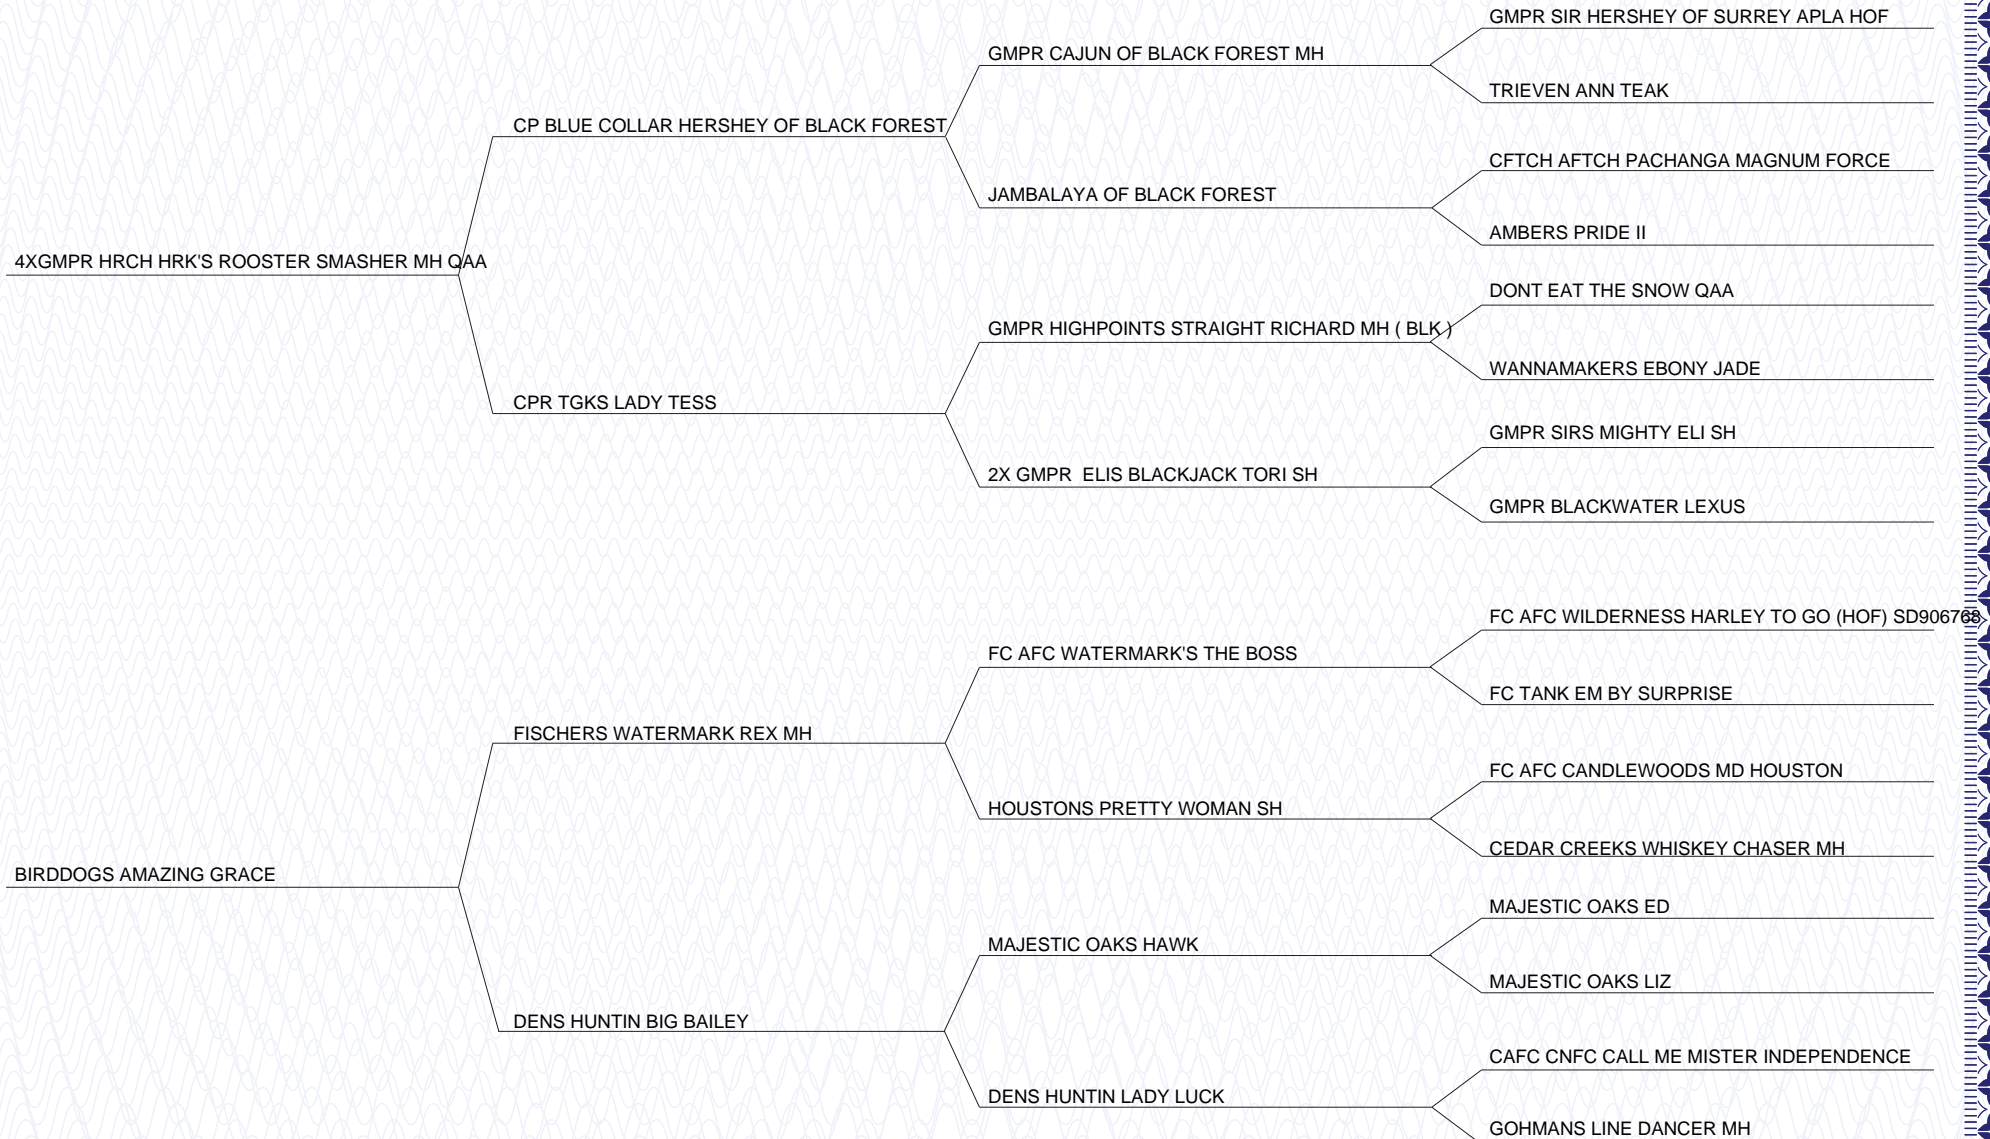 GMPR SIR HERSHEY OF SURREY APLA HOF
GMPR CAJUN OF BLACK FOREST MH
TRIEVEN ANN TEAK
CP BLUE COLLAR HERSHEY OF BLACK FOREST
CFTCH AFTCH PACHANGA MAGNUM FORCE
JAMBALAYA OF BLACK FOREST
AMBERS PRIDE II
4XGMPR HRCH HRK'S ROOSTER SMASHER MH QAA
DONT EAT THE SNOW QAA
GMPR HIGHPOINTS STRAIGHT RICHARD MH ( BLK )
WANNAMAKERS EBONY JADE
CPR TGKS LADY TESS
GMPR SIRS MIGHTY ELI SH
2X GMPR  ELIS BLACKJACK TORI SH
GMPR BLACKWATER LEXUS
FC AFC WILDERNESS HARLEY TO GO (HOF) SD906768
FC AFC WATERMARK'S THE BOSS
FC TANK EM BY SURPRISE
FISCHERS WATERMARK REX MH
FC AFC CANDLEWOODS MD HOUSTON
HOUSTONS PRETTY WOMAN SH
CEDAR CREEKS WHISKEY CHASER MH
BIRDDOGS AMAZING GRACE
MAJESTIC OAKS ED
MAJESTIC OAKS HAWK
MAJESTIC OAKS LIZ
DENS HUNTIN BIG BAILEY
CAFC CNFC CALL ME MISTER INDEPENDENCE
DENS HUNTIN LADY LUCK
GOHMANS LINE DANCER MH